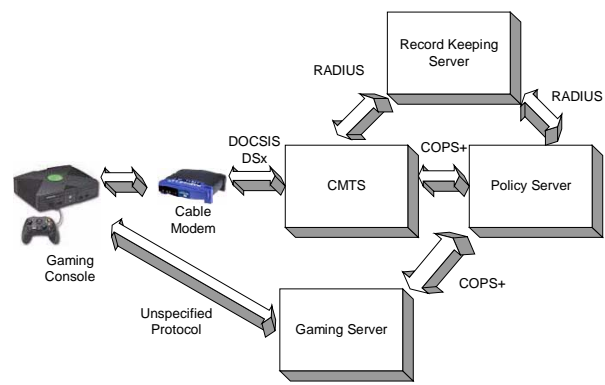 Record Keeping
Server
RADIUS
RADIUS
DOCSIS
DSx
COPS+
CMTS
Policy Server
Cable
Modem
Gaming
Console
COPS+
Unspecified
Protocol
Gaming Server